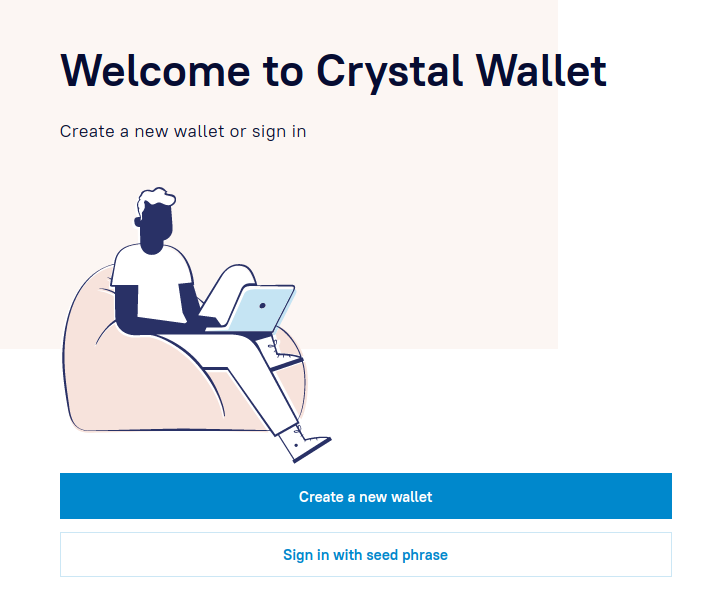 Welcome to Crystal Wallet
Create a new wallet or sign in
Create a new wallet
Sign in with seed phrase